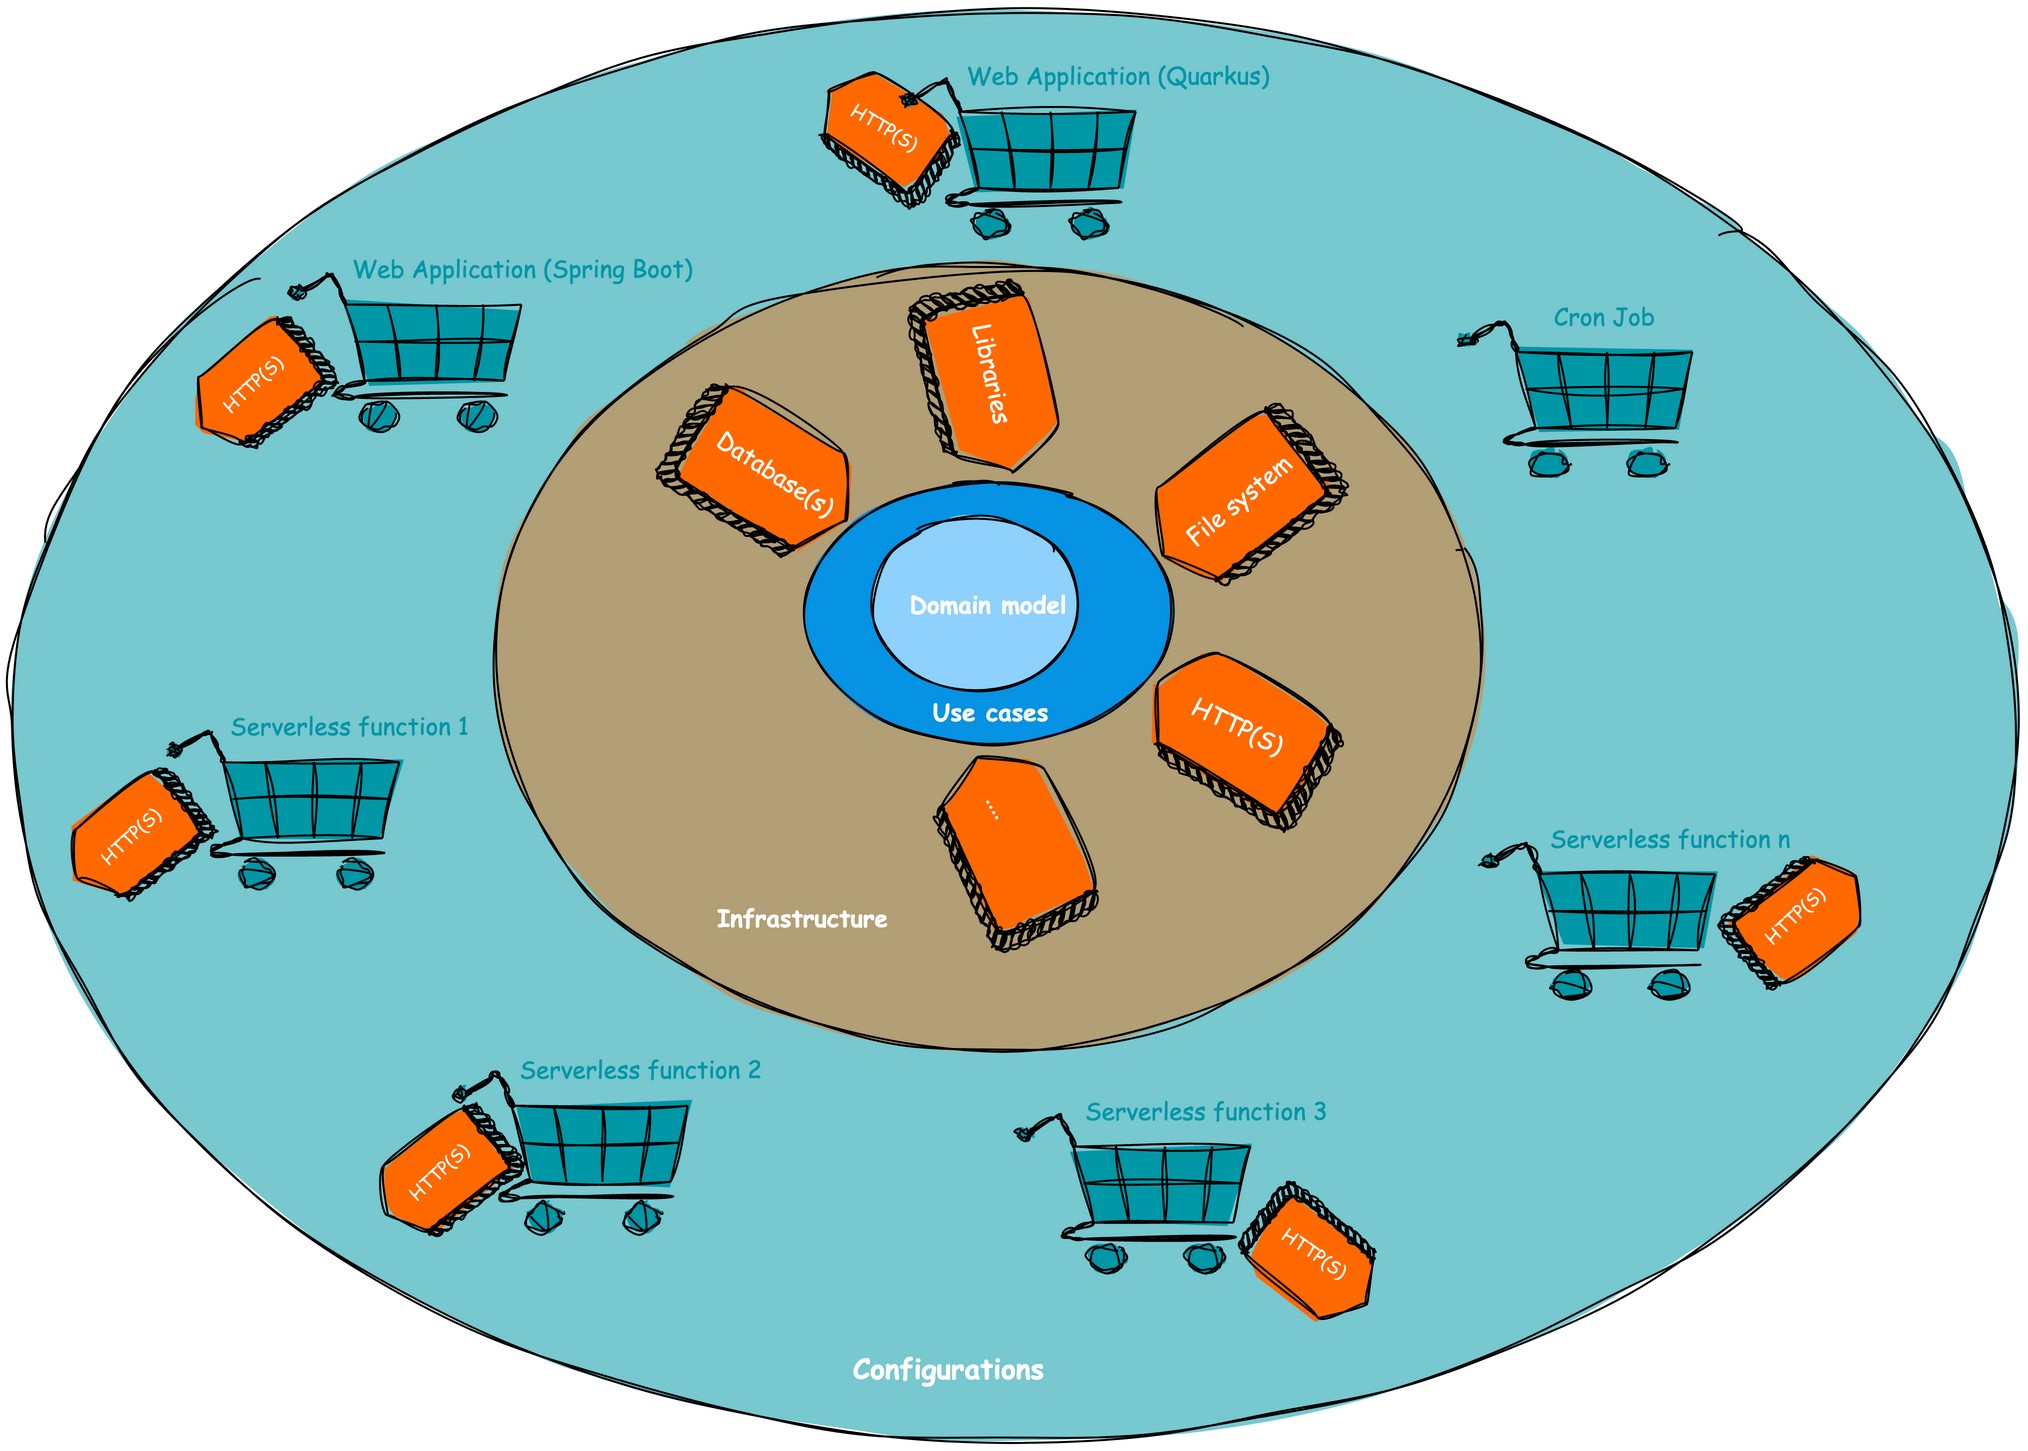 Web Application (Quarkus)
HTTP(S)
Web Application (Spring Boot)
HTTP(S)
Cron Job
Libraries
Database(s)
File system
Domain model
Use cases
HTTP(S)
....
Infrastructure
Serverless function 1
HTTP(S)
Serverless function n
HTTP(S)
Serverless function 2
HTTP(S)
Serverless function 3
HTTP(S)
Configurations